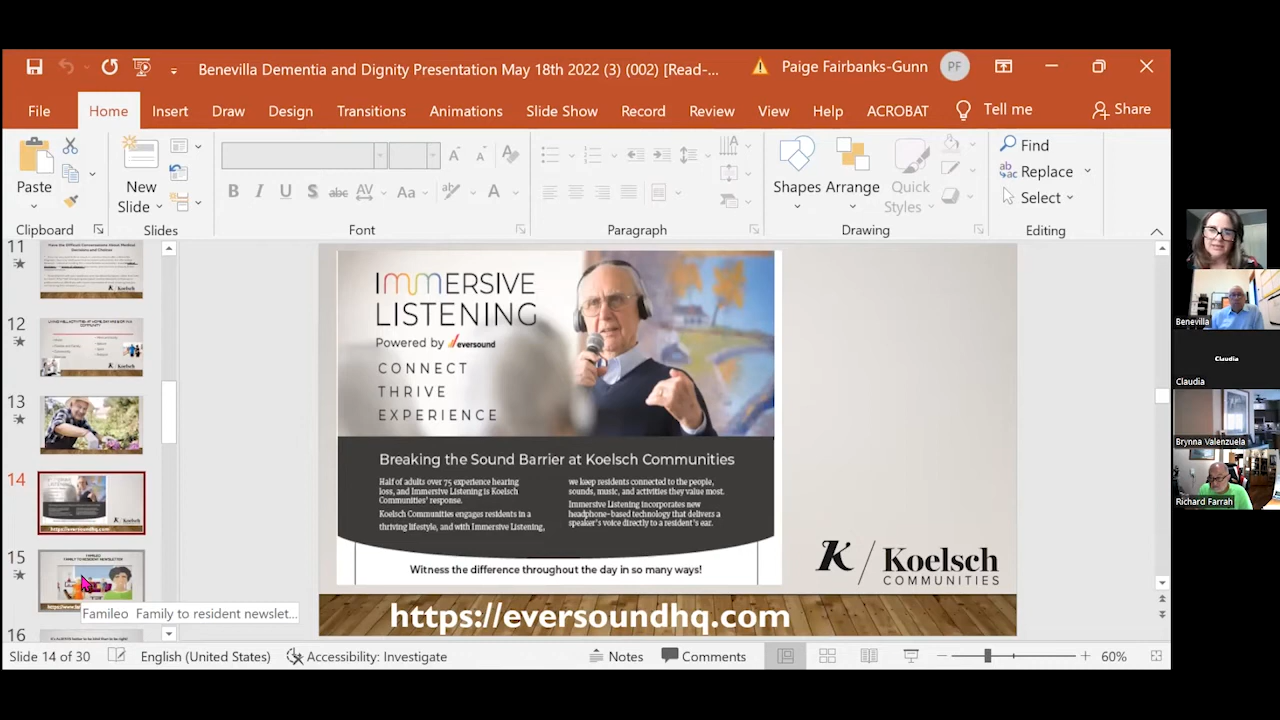 Benevilla Dementia and Dignity Presentation May 18th 2022 (3) (002) [Read-...
Paige Fairbanks-Gunn
PF
File
Home
Insert
Draw
Design
Transitions
Animations
Slide Show
Record
Review
View
Help
ACROBAT
Tell me
Share
Paste
New
Slide
B I U S abc AV Aa A
Shapes Arrange Quick
Styles
Find
Replace
Select
Clipboard
Slides
Font
Paragraph
Drawing
Editing
11
12
13
14
15
16
Famileo Family to resident newslet...
IMMERSIVE
LISTENING
Powered by eversound
CONNECT
THRIVE
EXPERIENCE
Breaking the Sound Barrier at Koelsch Communities
Half of adults over 75 experience hearing
loss, and Immersive Listening is Koelsch
Communities' response.
Koelsch Communities engages residents in a
thriving lifestyle, and with Immersive Listening,
we keep residents connected to the people,
sounds, music, and activities they value most.
Immersive Listening incorporates new
headphone-based technology that delivers a
speaker's voice directly to a resident's ear.
Witness the difference throughout the day in so many ways!
K / Koelsch
COMMUNITIES
https://eversoundhq.com
Slide 14 of 30
English (United States)
Accessibility: Investigate
Notes
Comments
60%
Benevilla
Claudia
Claudia
Brynna Valenzuela
Richard Farrah